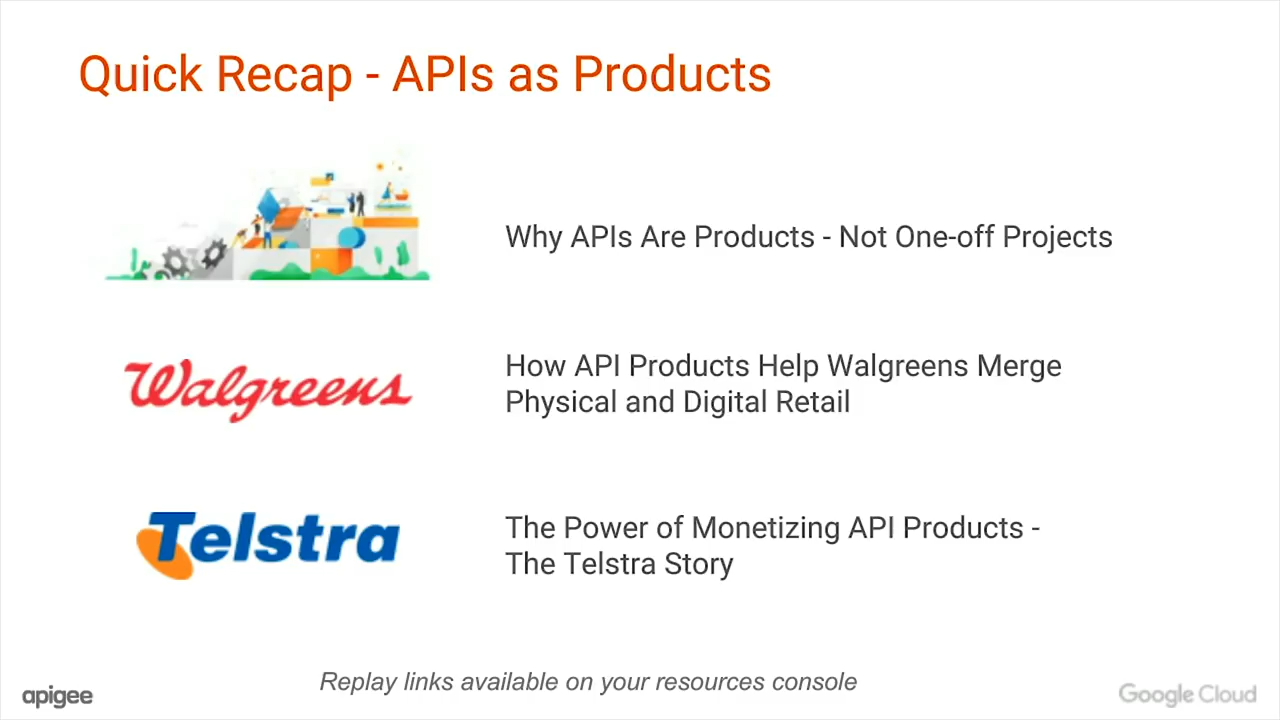 Quick Recap - APIs as Products
Why APIs Are Products - Not One-off Projects
Walgreens
How API Products Help Walgreens Merge
Physical and Digital Retail
Telstra
The Power of Monetizing API Products -
The Telstra Story
Replay links available on your resources console
apigee
Google Cloud